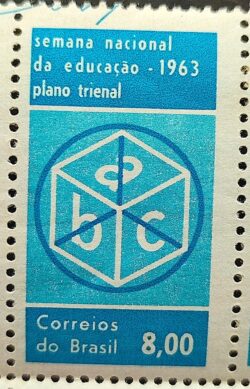 semana nacional
da educação - 1963
plano trienal
a
b c
Correios
do Brasil 8,00